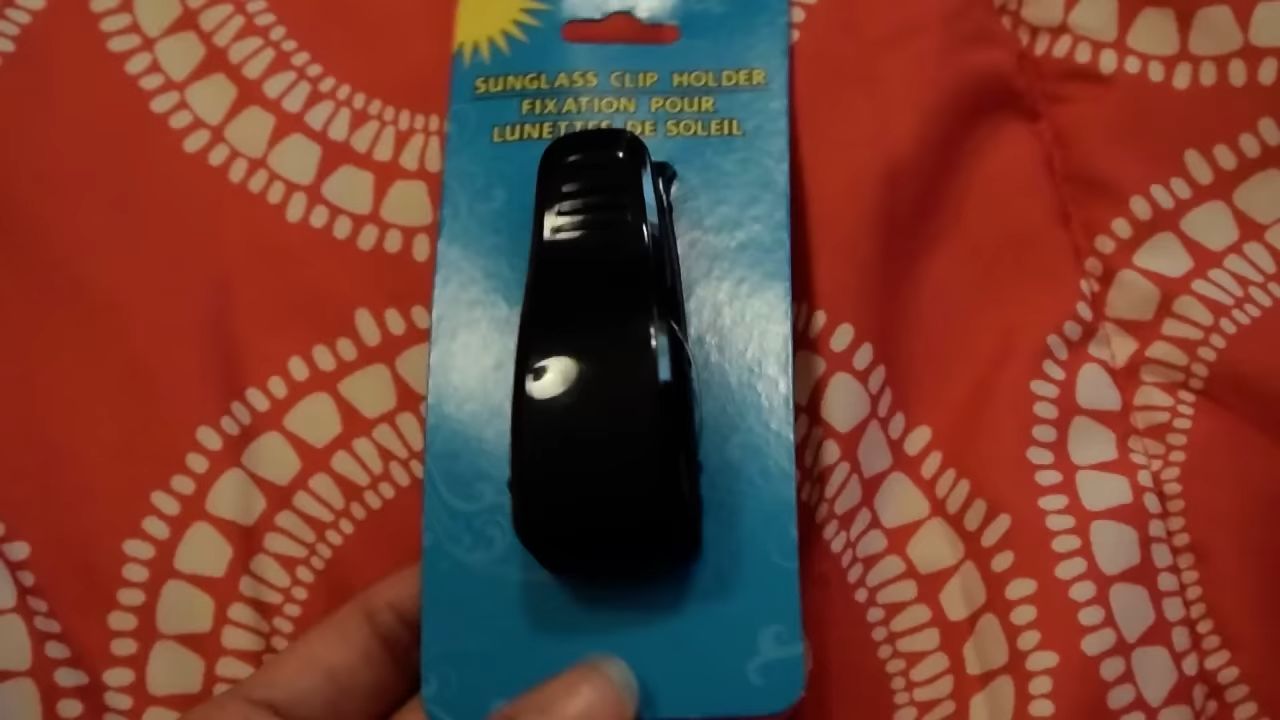 SUNGLASS CLIP HOLDER
FIXATION POUR
LUNETTES DE SOLEIL